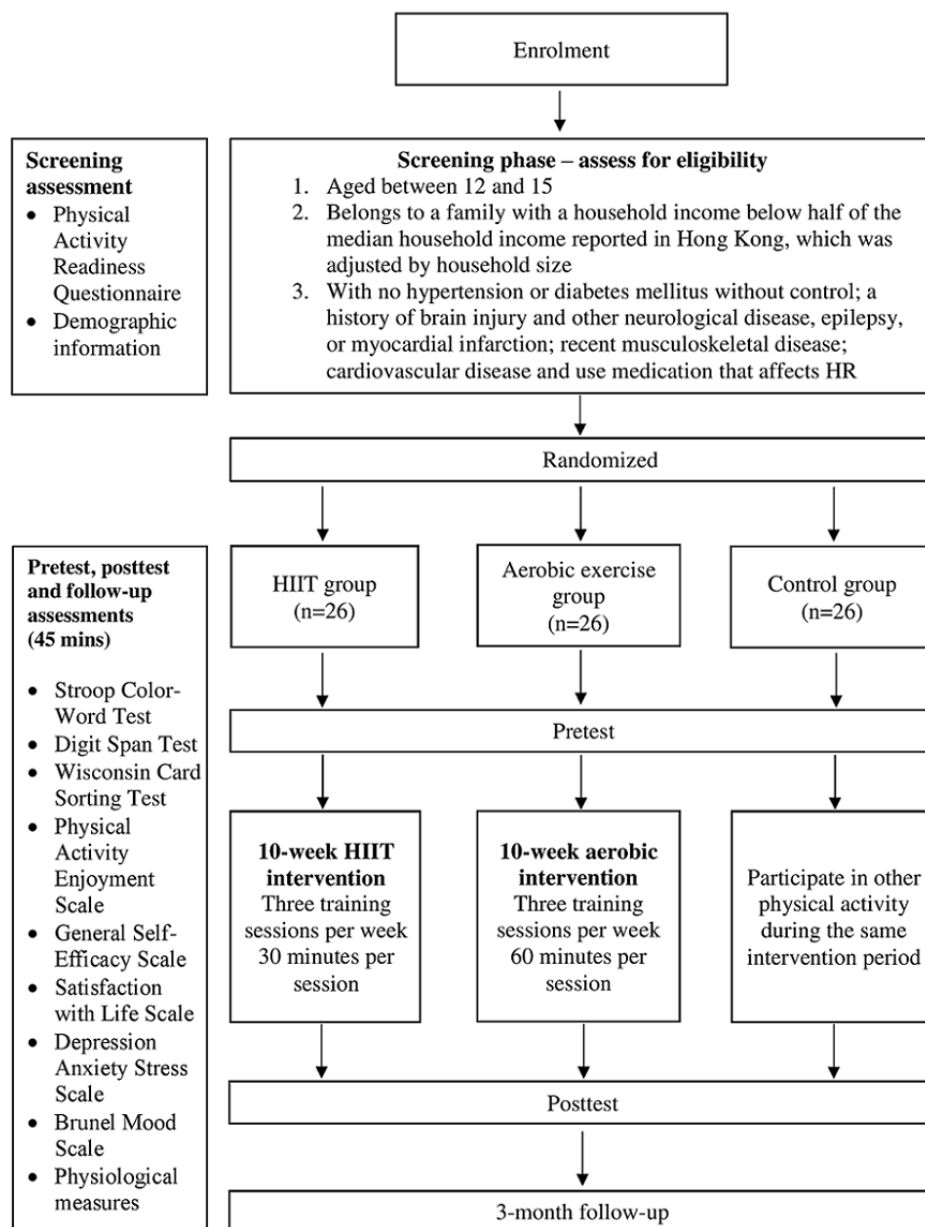 Enrolment
Screening
assessment
• Physical
Activity
Readiness
Questionnaire
• Demographic
information
Screening phase – assess for eligibility
1. Aged between 12 and 15
2. Belongs to a family with a household income below half of the
median household income reported in Hong Kong, which was
adjusted by household size
3. With no hypertension or diabetes mellitus without control; a
history of brain injury and other neurological disease, epilepsy,
or myocardial infarction; recent musculoskeletal disease;
cardiovascular disease and use medication that affects HR
Randomized
HIIT group
(n=26)
Aerobic exercise
group
(n=26)
Control group
(n=26)
Pretest, posttest
and follow-up
assessments
(45 mins)
• Stroop Color-
Word Test
• Digit Span Test
• Wisconsin Card
Sorting Test
• Physical
Activity
Enjoyment
Scale
• General Self-
Efficacy Scale
• Satisfaction
with Life Scale
• Depression
Anxiety Stress
Scale
• Brunel Mood
Scale
• Physiological
measures
Pretest
10-week HIIT
intervention
Three training
sessions per week
30 minutes per
session
10-week aerobic
intervention
Three training
sessions per week
60 minutes per
session
Participate in other
physical activity
during the same
intervention period
Posttest
3-month follow-up